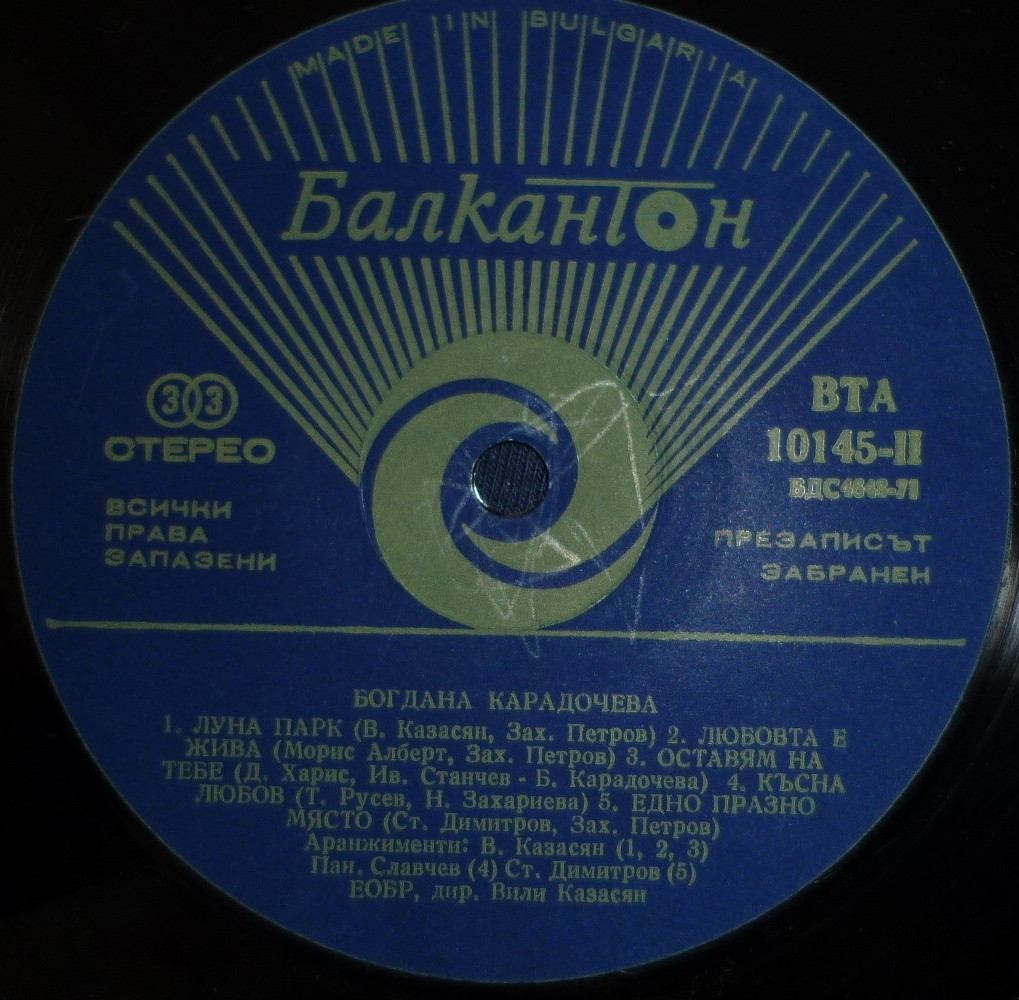 MADE IN BULGARIA
Балкантон
33
СТЕРЕО
ВСИЧКИ
ПРАВА
ЗАПАЗЕНИ
ВТА
10145-II
БДС 4648-71
ПРЕЗАПИСЪТ
ЗАБРАНЕН
БОГДАНА КАРАДОЧЕВА
1. ЛУНА ПАРК (В. Казасян, Зах. Петров) 2. ЛЮБОВТА Е
ЖИВА (Морис Алберт, Зах. Петров) 3. ОСТАВЯМ НА
ТЕБЕ (Д. Харис, Ив. Станчев - Б. Карадочева) 4. КЪСНА
ЛЮБОВ (Т. Русев, Н. Захариева) 5. ЕДНО ПРАЗНО
МЯСТО (Ст. Димитров, Зах. Петров)
Аранжименти: В. Казасян (1, 2, 3)
Пан. Славчев (4) Ст. Димитров (5)
ЕОБР, дир. Вили Казасян